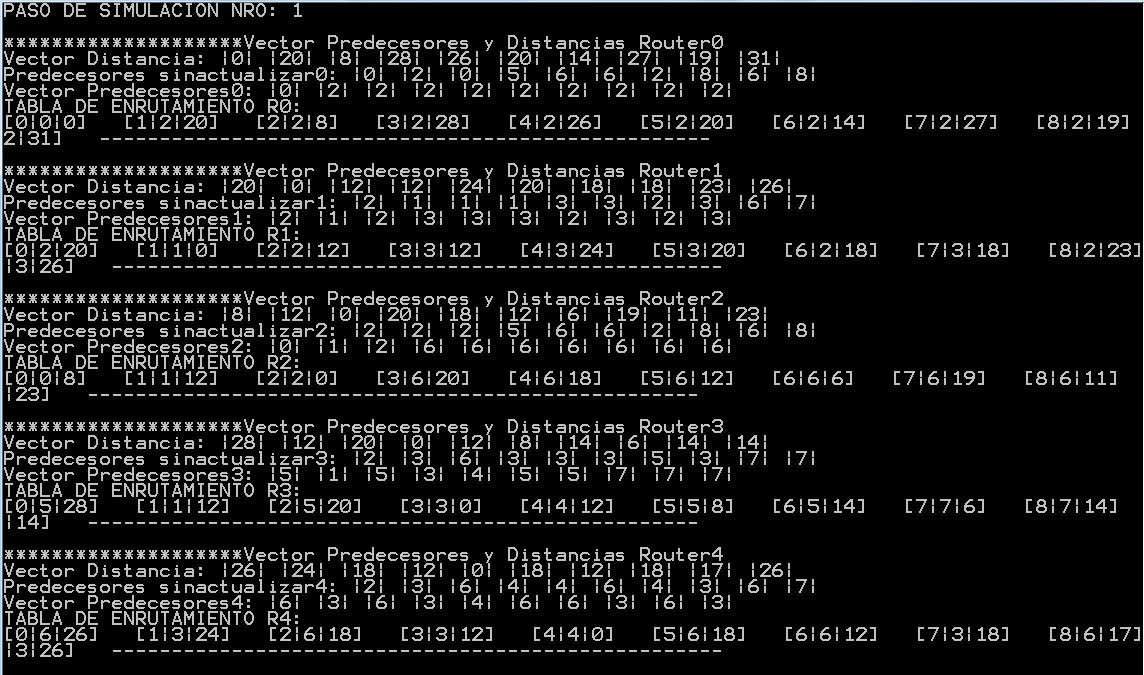 PASO DE SIMULACION NRO: 1
********************Vector Predecesores y Distancias Router0
Vector Distancia: |0| |20| |8| |28| |26| |20| |14| |27| |19| |31|
Predecesores sinactualizar0: |0| |2| |0| |5| |6| |6| |2| |8| |6| |8|
Vector Predecesores0: |0| |2| |2| |2| |2| |2| |2| |2| |2| |2|
TABLA DE ENRUTAMIENTO R0:
[0|0|0] [1|2|20] [2|2|8] [3|2|28] [4|2|26] [5|2|20] [6|2|14] [7|2|27] [8|2|19]
2|31] ---------------------------------------------------
********************Vector Predecesores y Distancias Router1
Vector Distancia: |20| |0| |12| |12| |24| |20| |18| |18| |23| |26|
Predecesores sinactualizar1: |2| |1| |1| |1| |3| |3| |2| |3| |6| |7|
Vector Predecesores1: |2| |1| |2| |3| |3| |3| |2| |3| |2| |3|
TABLA DE ENRUTAMIENTO R1:
[0|2|20] [1|1|0] [2|2|12] [3|3|12] [4|3|24] [5|3|20] [6|2|18] [7|3|18] [8|2|23]
|3|26] ---------------------------------------------------
********************Vector Predecesores y Distancias Router2
Vector Distancia: |8| |12| |0| |20| |18| |12| |6| |19| |11| |23|
Predecesores sinactualizar2: |2| |2| |2| |5| |6| |6| |2| |8| |6| |8|
Vector Predecesores2: |0| |1| |2| |6| |6| |6| |6| |6| |6| |6|
TABLA DE ENRUTAMIENTO R2:
[0|0|8] [1|1|12] [2|2|0] [3|6|20] [4|6|18] [5|6|12] [6|6|6] [7|6|19] [8|6|11]
|23] ---------------------------------------------------
********************Vector Predecesores y Distancias Router3
Vector Distancia: |28| |12| |20| |0| |12| |8| |14| |6| |14| |14|
Predecesores sinactualizar3: |2| |3| |6| |3| |3| |3| |5| |3| |7| |7|
Vector Predecesores3: |5| |1| |5| |3| |4| |5| |5| |7| |7| |7|
TABLA DE ENRUTAMIENTO R3:
[0|5|28] [1|1|12] [2|5|20] [3|3|0] [4|4|12] [5|5|8] [6|5|14] [7|7|6] [8|7|14]
|14] ---------------------------------------------------
********************Vector Predecesores y Distancias Router4
Vector Distancia: |26| |24| |18| |12| |0| |18| |12| |18| |17| |26|
Predecesores sinactualizar4: |2| |3| |6| |4| |4| |6| |4| |3| |6| |7|
Vector Predecesores4: |6| |3| |6| |3| |4| |6| |6| |3| |6| |3|
TABLA DE ENRUTAMIENTO R4:
[0|6|26] [1|3|24] [2|6|18] [3|3|12] [4|4|0] [5|6|18] [6|6|12] [7|3|18] [8|6|17]
|3|26] ---------------------------------------------------